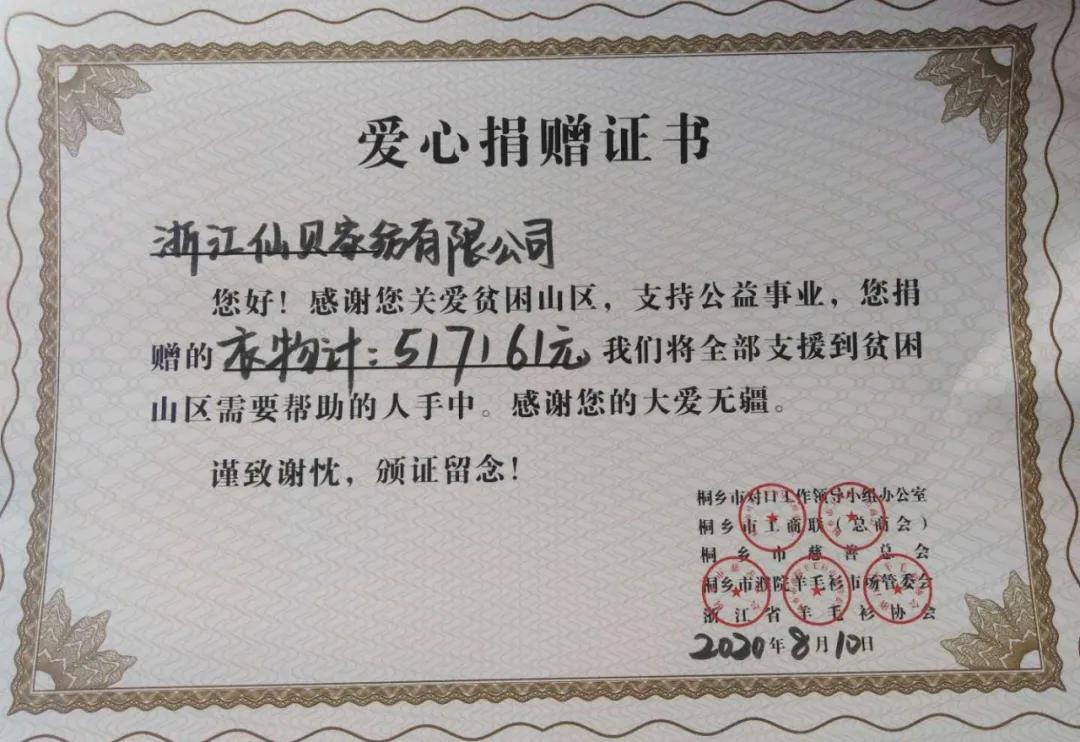 爱心捐赠证书
浙江仙贝家纺有限公司
您好！感谢您关爱贫困山区，支持公益事业，您捐
赠的衣物计：517161元我们将全部支援到贫困
山区需要帮助的人手中。感谢您的大爱无疆。
谨致谢忱，颁证留念！
桐乡市对口工作领导小组办公室
桐乡市工商联（总商会）
桐乡市慈善总会
桐乡市濮院羊毛衫市场管委会
浙江省羊毛衫协会
2020年8月10日